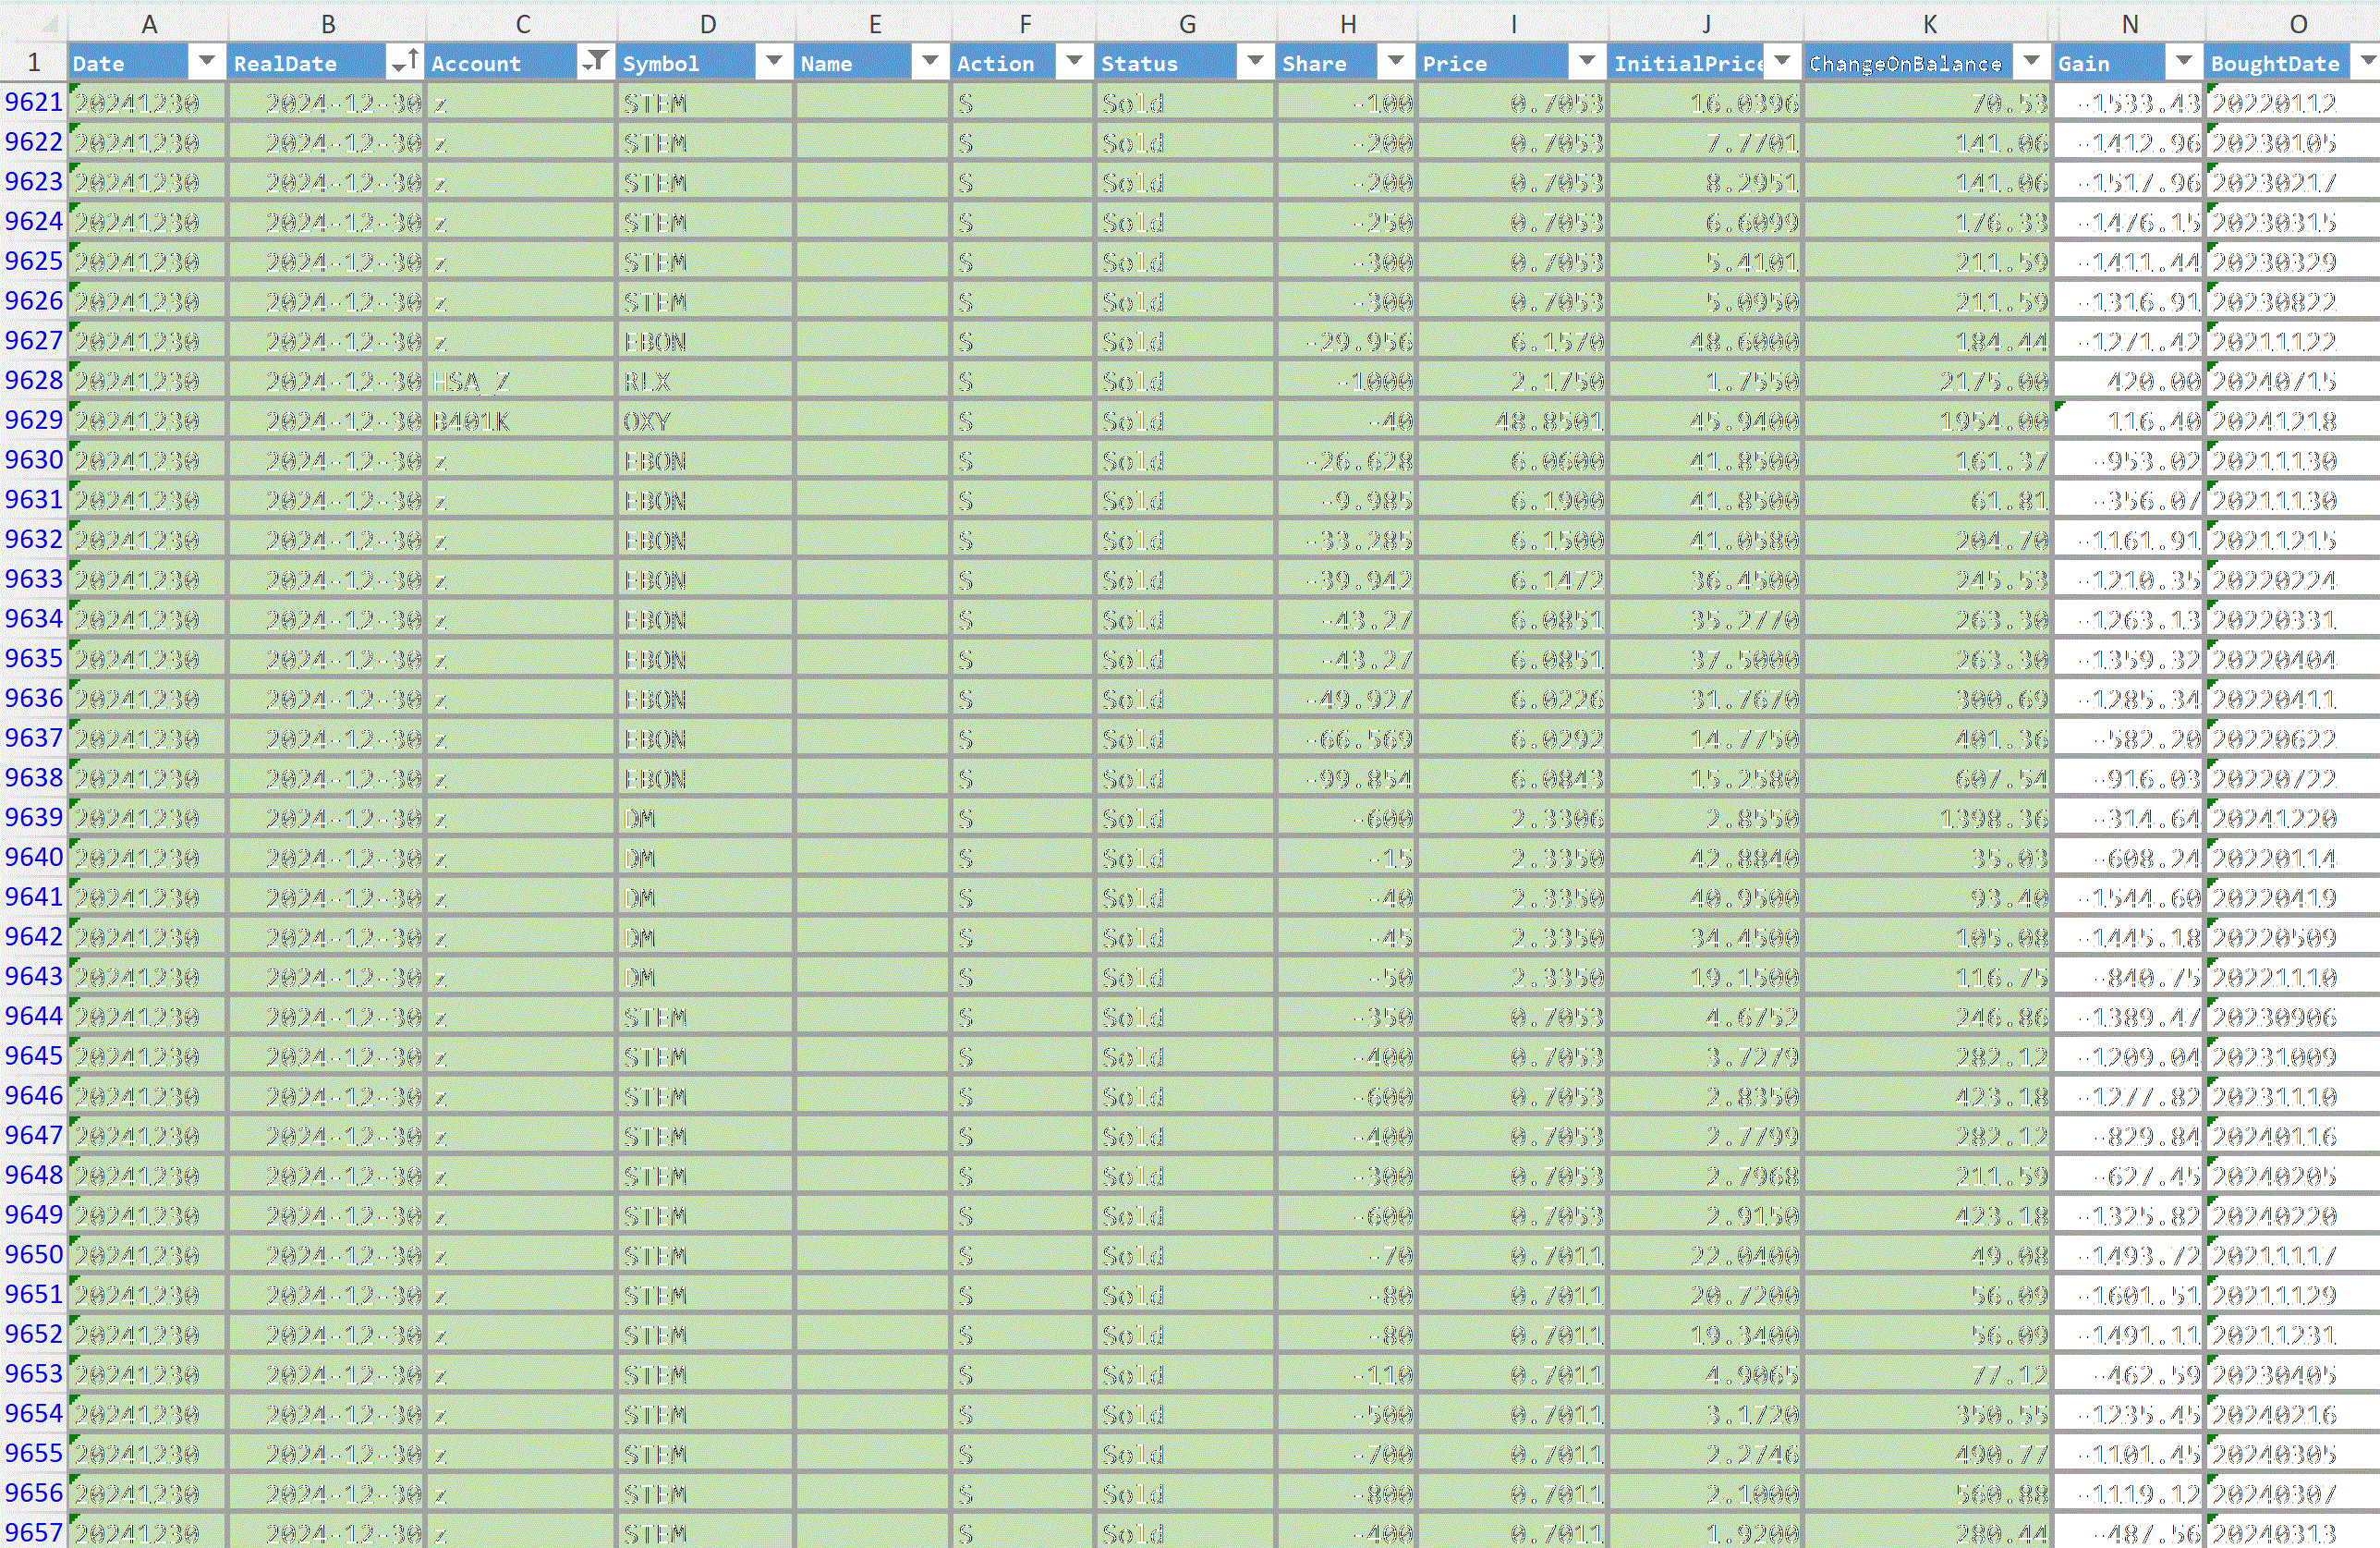 A B C D E F G H I J K N O
1 Date RealDate Account Symbol Name Action Status Share Price InitialPrice ChangeOnBalance Gain BoughtDate
9621 20241230 2024-12-30 z STEM S Sold -100 0.7053 16.0396 70.53 -1533.43 20220112
9622 20241230 2024-12-30 z STEM S Sold -200 0.7053 7.7701 141.06 -1412.96 20230105
9623 20241230 2024-12-30 z STEM S Sold -200 0.7053 8.2951 141.06 -1517.96 20230217
9624 20241230 2024-12-30 z STEM S Sold -250 0.7053 6.6099 176.33 -1476.15 20230315
9625 20241230 2024-12-30 z STEM S Sold -300 0.7053 5.4101 211.59 -1411.44 20230329
9626 20241230 2024-12-30 z STEM S Sold -300 0.7053 5.0950 211.59 -1316.91 20230822
9627 20241230 2024-12-30 z EBON S Sold -29.956 6.1570 48.6000 184.44 -1271.42 20211122
9628 20241230 2024-12-30 HSA_Z RLX S Sold -1000 2.1750 1.7550 2175.00 420.00 20240715
9629 20241230 2024-12-30 B401K OXY S Sold -40 48.8501 45.9400 1954.00 116.40 20241218
9630 20241230 2024-12-30 z EBON S Sold -26.628 6.0600 41.8500 161.37 -953.02 20211130
9631 20241230 2024-12-30 z EBON S Sold -9.985 6.1900 41.8500 61.81 -356.07 20211130
9632 20241230 2024-12-30 z EBON S Sold -33.285 6.1500 41.0580 204.70 -1161.91 20211215
9633 20241230 2024-12-30 z EBON S Sold -39.942 6.1472 36.4500 245.53 -1210.35 20220224
9634 20241230 2024-12-30 z EBON S Sold -43.27 6.0851 35.2770 263.30 -1263.13 20220331
9635 20241230 2024-12-30 z EBON S Sold -43.27 6.0851 37.5000 263.30 -1359.32 20220404
9636 20241230 2024-12-30 z EBON S Sold -49.927 6.0226 31.7670 300.69 -1285.34 20220411
9637 20241230 2024-12-30 z EBON S Sold -66.569 6.0292 14.7750 401.36 -582.20 20220622
9638 20241230 2024-12-30 z EBON S Sold -99.854 6.0843 15.2580 607.54 -916.03 20220722
9639 20241230 2024-12-30 z DM S Sold -600 2.3306 2.8550 1398.36 -314.64 20241220
9640 20241230 2024-12-30 z DM S Sold -15 2.3350 42.8840 35.03 -608.24 20220114
9641 20241230 2024-12-30 z DM S Sold -40 2.3350 40.9500 93.40 -1544.60 20220419
9642 20241230 2024-12-30 z DM S Sold -45 2.3350 34.4500 105.08 -1445.18 20220509
9643 20241230 2024-12-30 z DM S Sold -50 2.3350 19.1500 116.75 -840.75 20221110
9644 20241230 2024-12-30 z STEM S Sold -350 0.7053 4.6752 246.86 -1389.47 20230906
9645 20241230 2024-12-30 z STEM S Sold -400 0.7053 3.7279 282.12 -1209.04 20231009
9646 20241230 2024-12-30 z STEM S Sold -600 0.7053 2.8350 423.18 -1277.82 20231110
9647 20241230 2024-12-30 z STEM S Sold -400 0.7053 2.7799 282.12 -829.84 20240116
9648 20241230 2024-12-30 z STEM S Sold -300 0.7053 2.7968 211.59 -627.45 20240205
9649 20241230 2024-12-30 z STEM S Sold -600 0.7053 2.9150 423.18 -1325.82 20240220
9650 20241230 2024-12-30 z STEM S Sold -70 0.7011 22.0400 49.08 -1493.72 20211117
9651 20241230 2024-12-30 z STEM S Sold -80 0.7011 20.7200 56.09 -1601.51 20211129
9652 20241230 2024-12-30 z STEM S Sold -80 0.7011 19.3400 56.09 -1491.11 20211231
9653 20241230 2024-12-30 z STEM S Sold -110 0.7011 4.9065 77.12 -462.59 20230405
9654 20241230 2024-12-30 z STEM S Sold -500 0.7011 3.1720 350.55 -1235.45 20240216
9655 20241230 2024-12-30 z STEM S Sold -700 0.7011 2.2746 490.77 -1101.45 20240305
9656 20241230 2024-12-30 z STEM S Sold -800 0.7011 2.1000 560.88 -1119.12 20240307
9657 20241230 2024-12-30 z STEM S Sold -400 0.7011 1.9200 280.44 -487.56 20240313